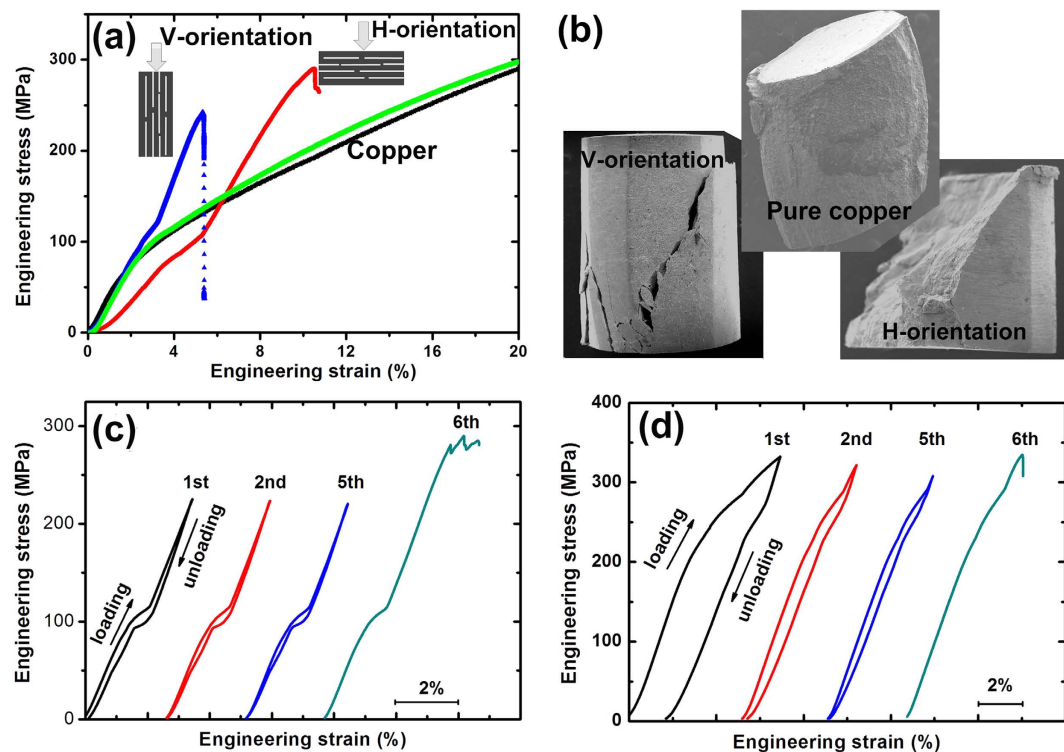 (a)
V-orientation
H-orientation
Copper
300
200
100
0
0
4
8
12
16
20
Engineering stress (MPa)
Engineering strain (%)
(b)
V-orientation
Pure copper
H-orientation
(c)
6th
1st
2nd
5th
loading
unloading
2%
300
200
100
0
Engineering stress (MPa)
Engineering strain (%)
(d)
1st
2nd
5th
6th
loading
unloading
2%
400
300
200
100
0
Engineering stress (MPa)
Engineering strain (%)